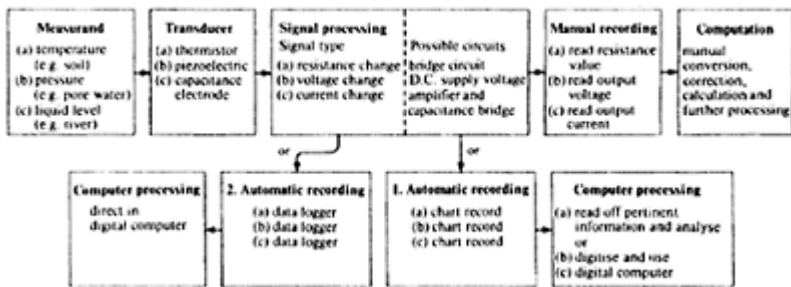 Measurand
(a) temperature
(e.g. soil)
(b) pressure
(e.g. pore water)
(c) liquid level
(e.g. river)
Transducer
(a) thermistor
(b) piezoelectric
(c) capacitance
electrode
Signal processing
Signal type
(a) resistance change
(b) voltage change
(c) current change
Possible circuits
bridge circuit
D.C. supply voltage
amplifier and
capacitance bridge
Manual recording
(a) read resistance
value
(b) read output
voltage
(c) read output
current
Computation
manual
conversion,
correction,
calculation and
further processing
or
or
Computer processing
direct in
digital computer
2. Automatic recording
(a) data logger
(b) data logger
(c) data logger
1. Automatic recording
(a) chart record
(b) chart record
(c) chart record
Computer processing
(a) read off pertinent
information and analyse
or
(b) digitise and use
(c) digital computer